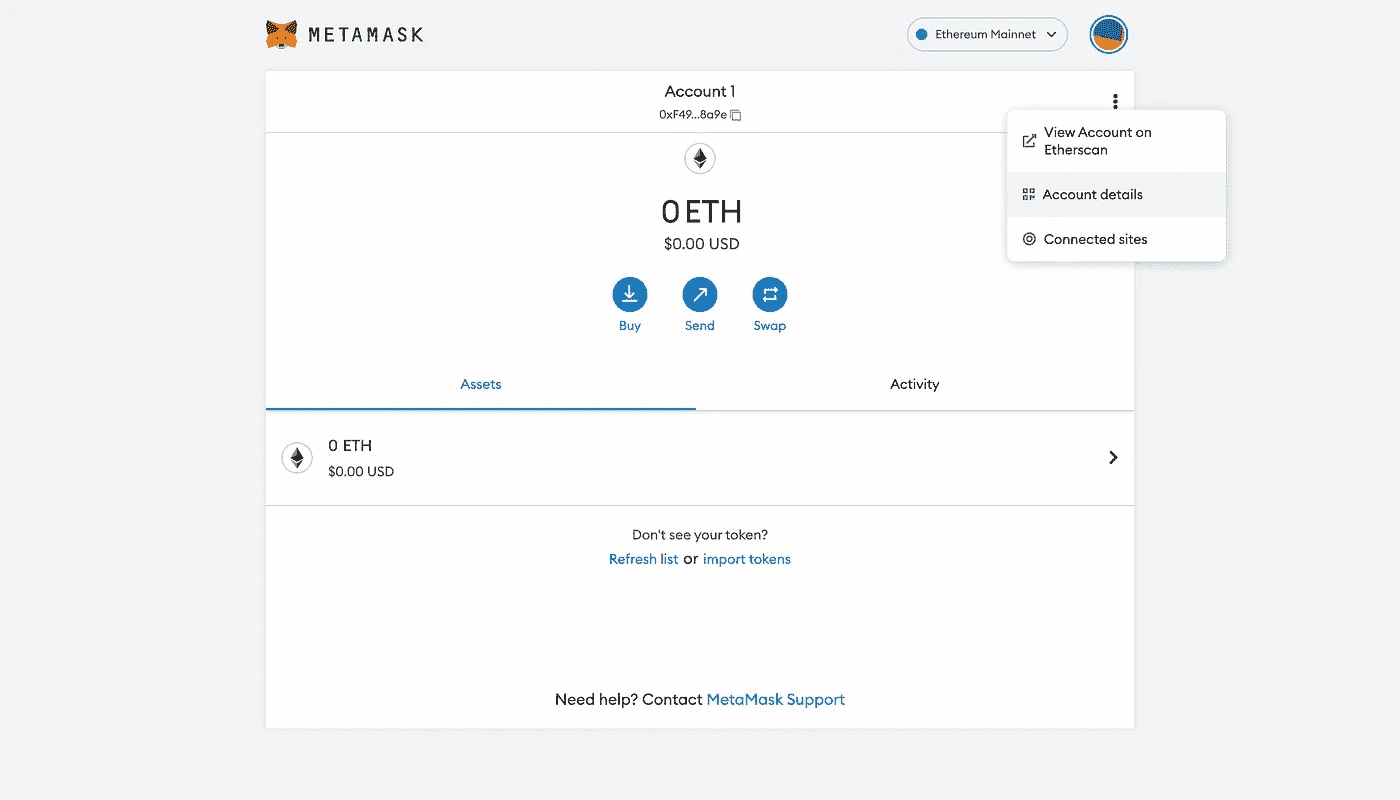 METAMASK
Ethereum Mainnet
Account 1
0xF49...8a9e
View Account on
Etherscan
Account details
Connected sites
0 ETH
$0.00 USD
Buy
Send
Swap
Assets
Activity
0 ETH
$0.00 USD
Don't see your token?
Refresh list or import tokens
Need help? Contact MetaMask Support